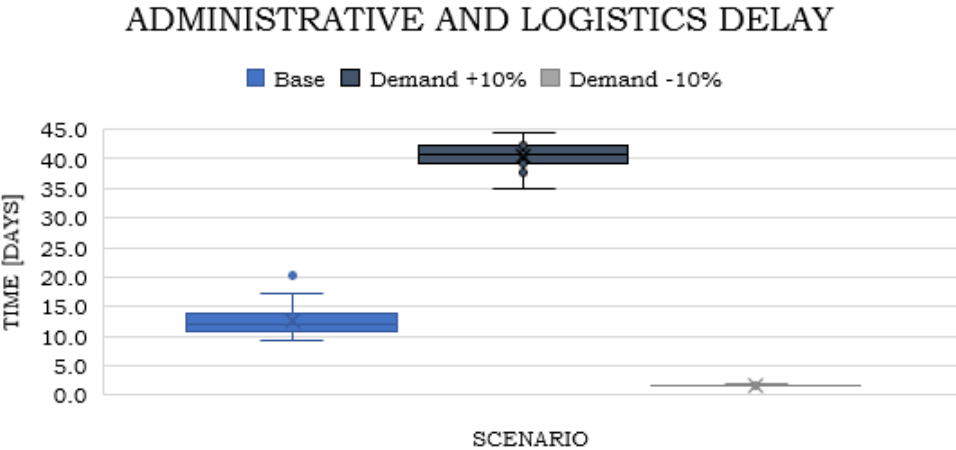 ADMINISTRATIVE AND LOGISTICS DELAY
Base Demand +10% Demand -10%
45.0
40.0
35.0
30.0
25.0
20.0
15.0
10.0
5.0
0.0
TIME [DAYS]
SCENARIO